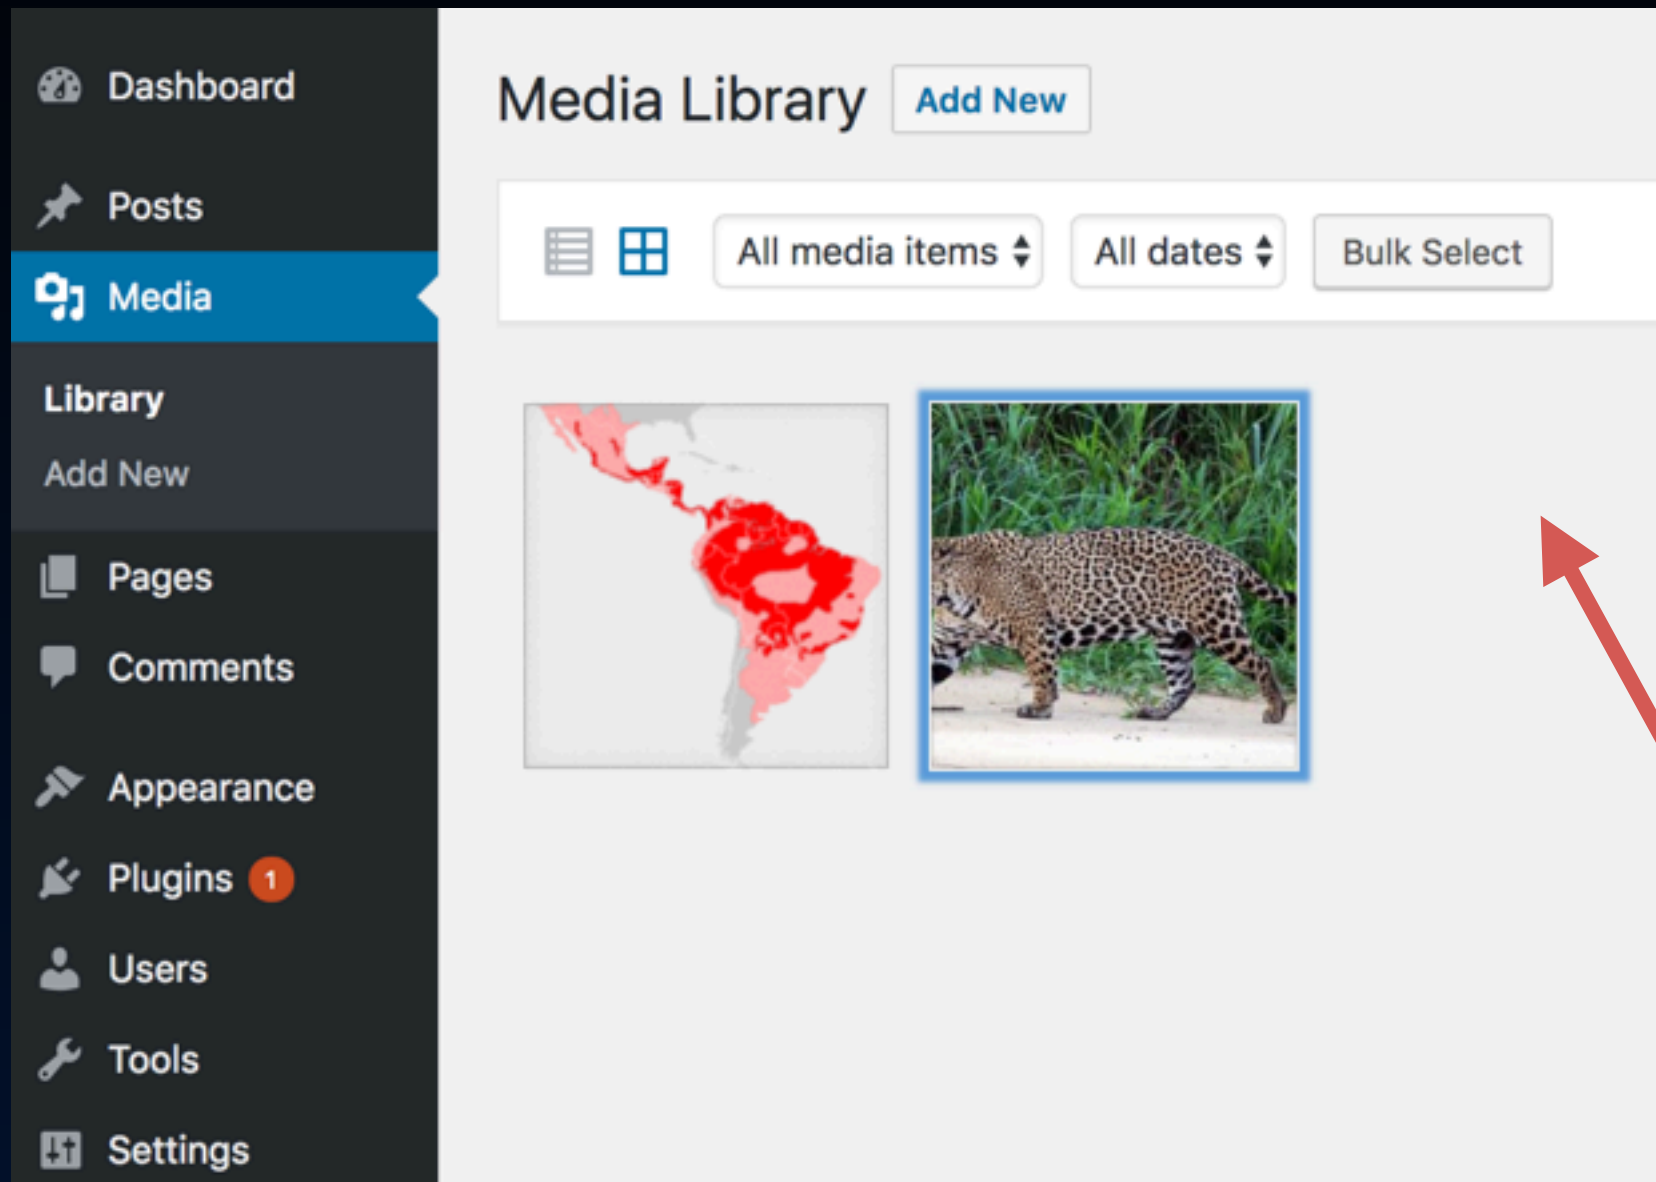 Dashboard
Posts
Media
Library
Add New
Pages
Comments
Appearance
Plugins 1
Users
Tools
Settings
Media Library Add New
All media items All dates Bulk Select